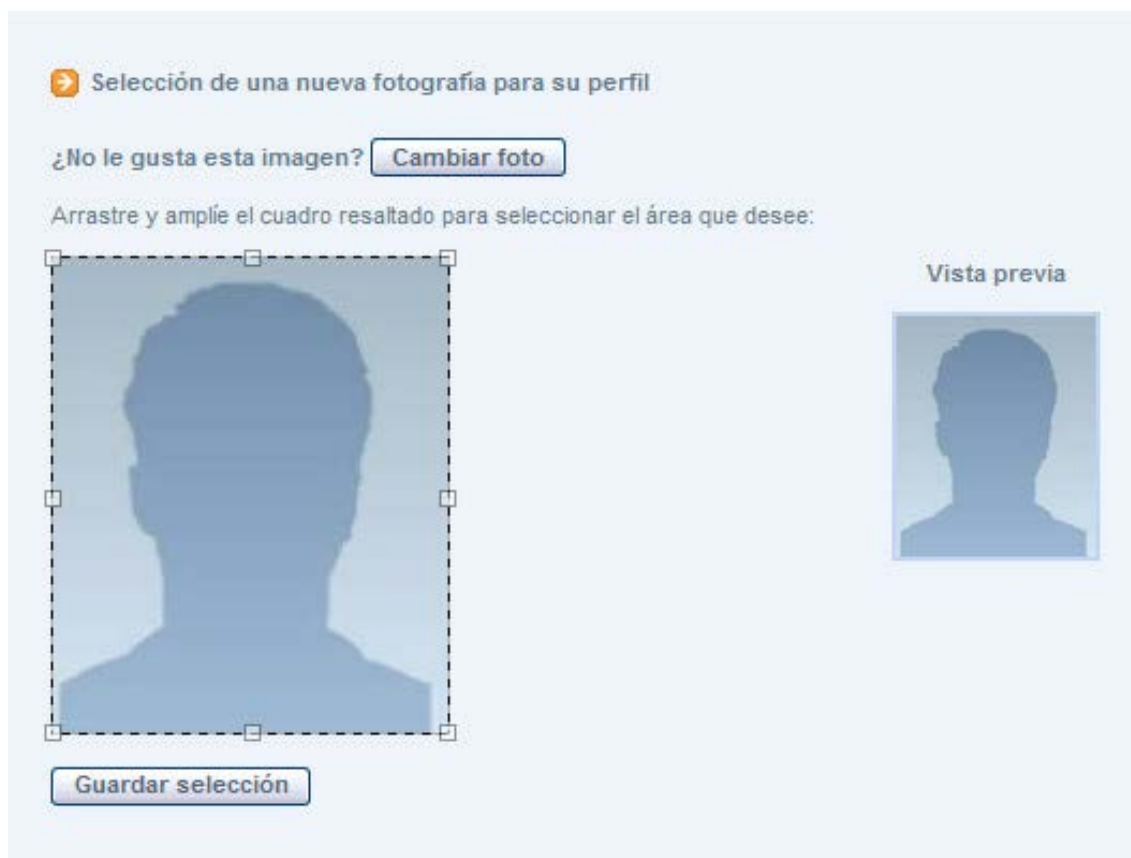 Selección de una nueva fotografía para su perfil
¿No le gusta esta imagen? Cambiar foto
Arrastre y amplíe el cuadro resaltado para seleccionar el área que desee:
Vista previa
Guardar selección